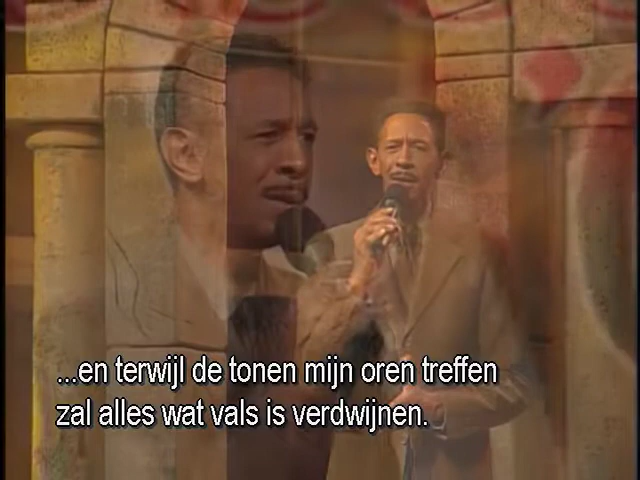 ...en terwijl de tonen mijn oren treffen
zal alles wat vals is verdwijnen.